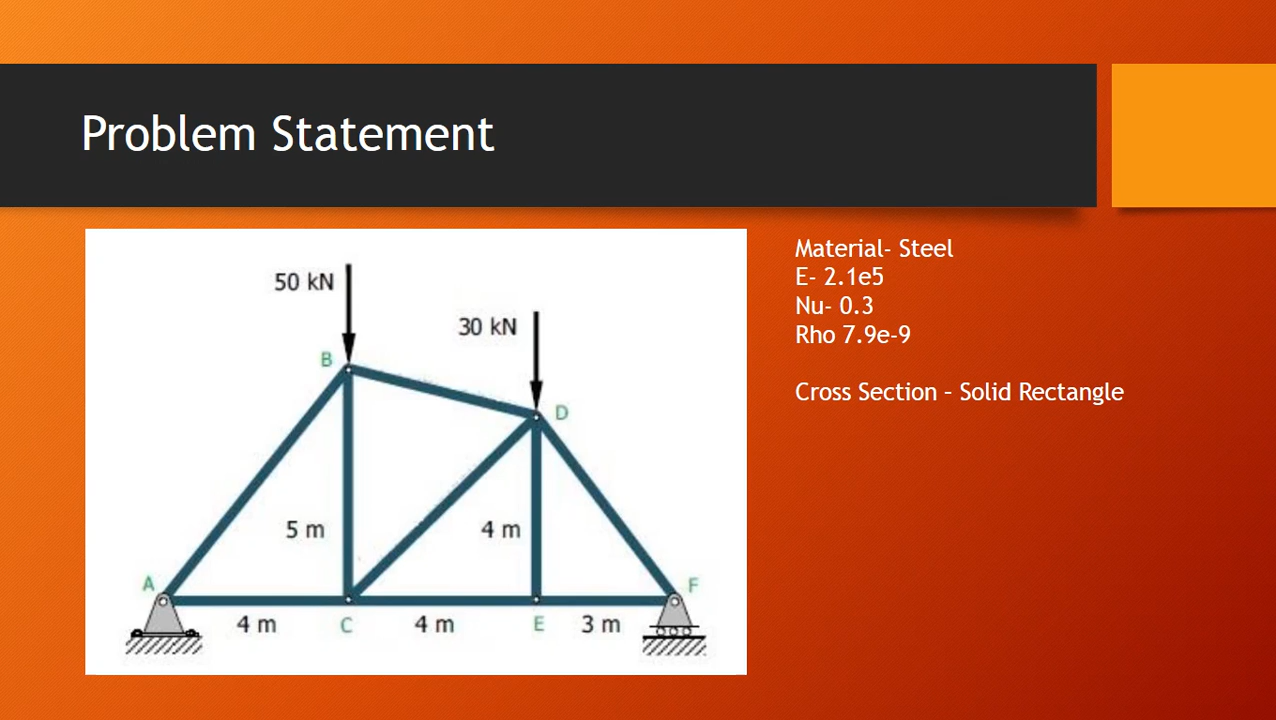 Problem Statement
50 kN
30 kN
B
D
5 m
4 m
A
F
4 m
C
4 m
E
3 m
Material- Steel
E- 2.1e5
Nu- 0.3
Rho 7.9e-9
Cross Section – Solid Rectangle